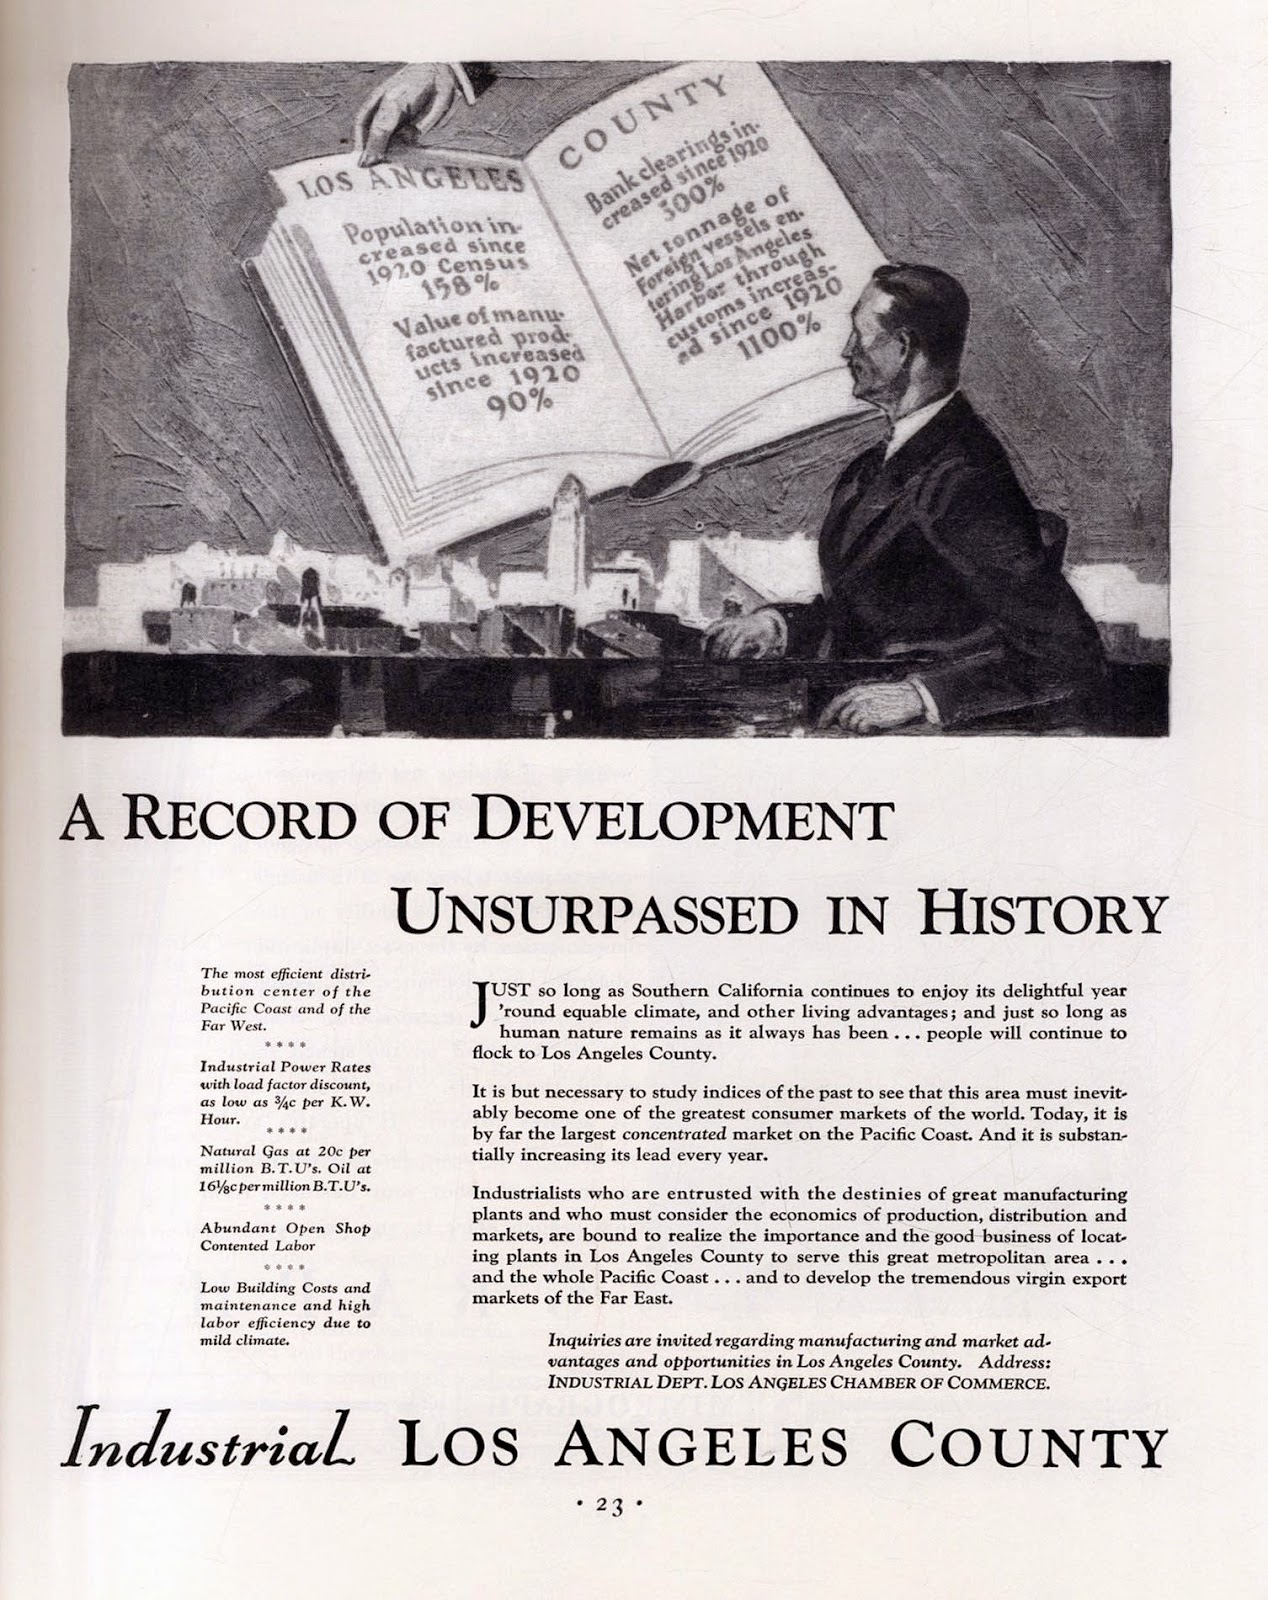 LOS ANGELES
Population in-
creased since
1920 Census
158%
Value of manu-
factured prod-
ucts increased
since 1920
90%
COUNTY
Bank clearings in-
creased since 1920
300%
Net tonnage of
Foreign vessels en-
tering Los Angeles
Harbor through
customs increas-
ed since 1920
1100%
A RECORD OF DEVELOPMENT
UNSURPASSED IN HISTORY
The most efficient distri-
bution center of the
Pacific Coast and of the
Far West.
* * * *
Industrial Power Rates
with load factor discount,
as low as ¾c per K.W.
Hour.
* * * *
Natural Gas at 20c per
million B.T.U's. Oil at
16⅛c per million B.T.U's.
* * * *
Abundant Open Shop
Contented Labor
* * * *
Low Building Costs and
maintenance and high
labor efficiency due to
mild climate.
JUST so long as Southern California continues to enjoy its delightful year
'round equable climate, and other living advantages; and just so long as
human nature remains as it always has been . . . people will continue to
flock to Los Angeles County.
It is but necessary to study indices of the past to see that this area must inevit-
ably become one of the greatest consumer markets of the world. Today, it is
by far the largest concentrated market on the Pacific Coast. And it is substan-
tially increasing its lead every year.
Industrialists who are entrusted with the destinies of great manufacturing
plants and who must consider the economics of production, distribution and
markets, are bound to realize the importance and the good business of locat-
ing plants in Los Angeles County to serve this great metropolitan area . . .
and the whole Pacific Coast . . . and to develop the tremendous virgin export
markets of the Far East.
Inquiries are invited regarding manufacturing and market ad-
vantages and opportunities in Los Angeles County. Address:
INDUSTRIAL DEPT. LOS ANGELES CHAMBER OF COMMERCE.
Industrial LOS ANGELES COUNTY
· 23 ·